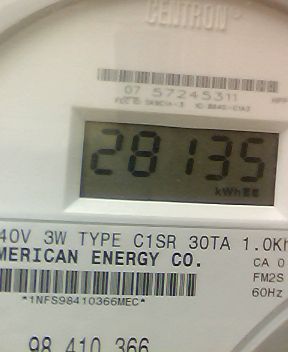 CENTRON®
07 57245311
28135
kWh
40V 3W TYPE C1SR 30TA 1.0Kh
MERICAN ENERGY CO.
CA 0
FM2S
60Hz
*1NFS98410366MEC*
98 410 366